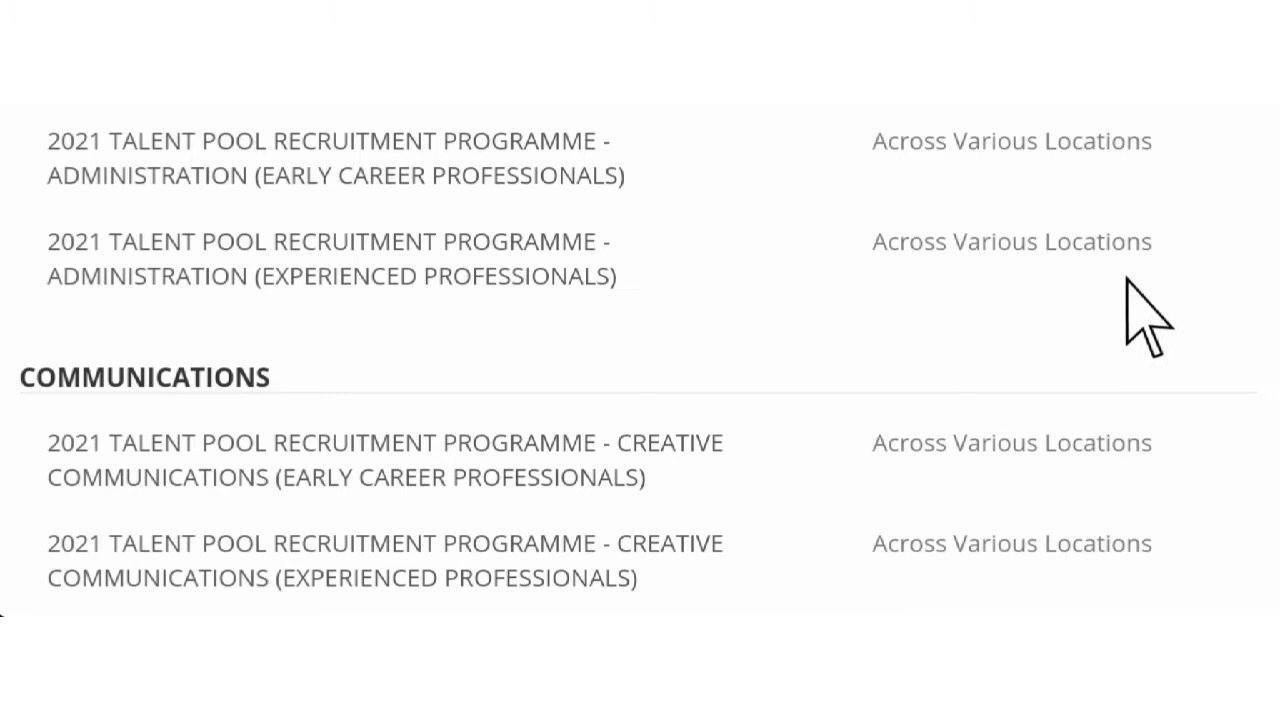 2021 TALENT POOL RECRUITMENT PROGRAMME - Across Various Locations
ADMINISTRATION (EARLY CAREER PROFESSIONALS)
2021 TALENT POOL RECRUITMENT PROGRAMME - Across Various Locations
ADMINISTRATION (EXPERIENCED PROFESSIONALS)
COMMUNICATIONS
2021 TALENT POOL RECRUITMENT PROGRAMME - CREATIVE Across Various Locations
COMMUNICATIONS (EARLY CAREER PROFESSIONALS)
2021 TALENT POOL RECRUITMENT PROGRAMME - CREATIVE Across Various Locations
COMMUNICATIONS (EXPERIENCED PROFESSIONALS)